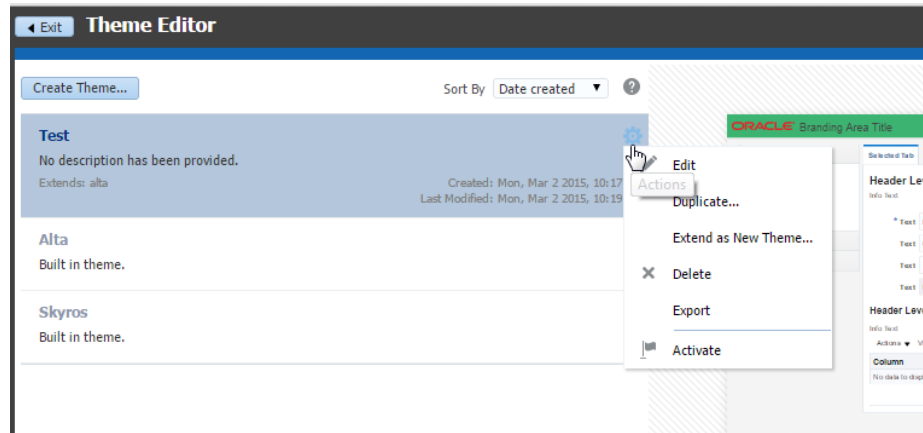 Exit Theme Editor
Create Theme... Sort By Date created ?
Test
No description has been provided.
Extends: alta Created: Mon, Mar 2 2015, 10:17
Last Modified: Mon, Mar 2 2015, 10:19
Alta
Built in theme.
Skyros
Built in theme.
Edit
Actions
Duplicate...
Extend as New Theme...
Delete
Export
Activate
ORACLE Branding Area Title
Selected Tab
Header Le
Info Text
* Text
Text
Text
Text
Header Lev
Info Text
Actions V
Column
No data to disp